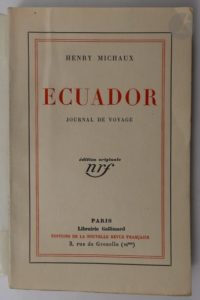 HENRY MICHAUX
ECUADOR
JOURNAL DE VOYAGE
édition originale
nrf
PARIS
Librairie Gallimard
ÉDITIONS DE LA NOUVELLE REVUE FRANÇAISE
3, rue de Grenelle (VIme)